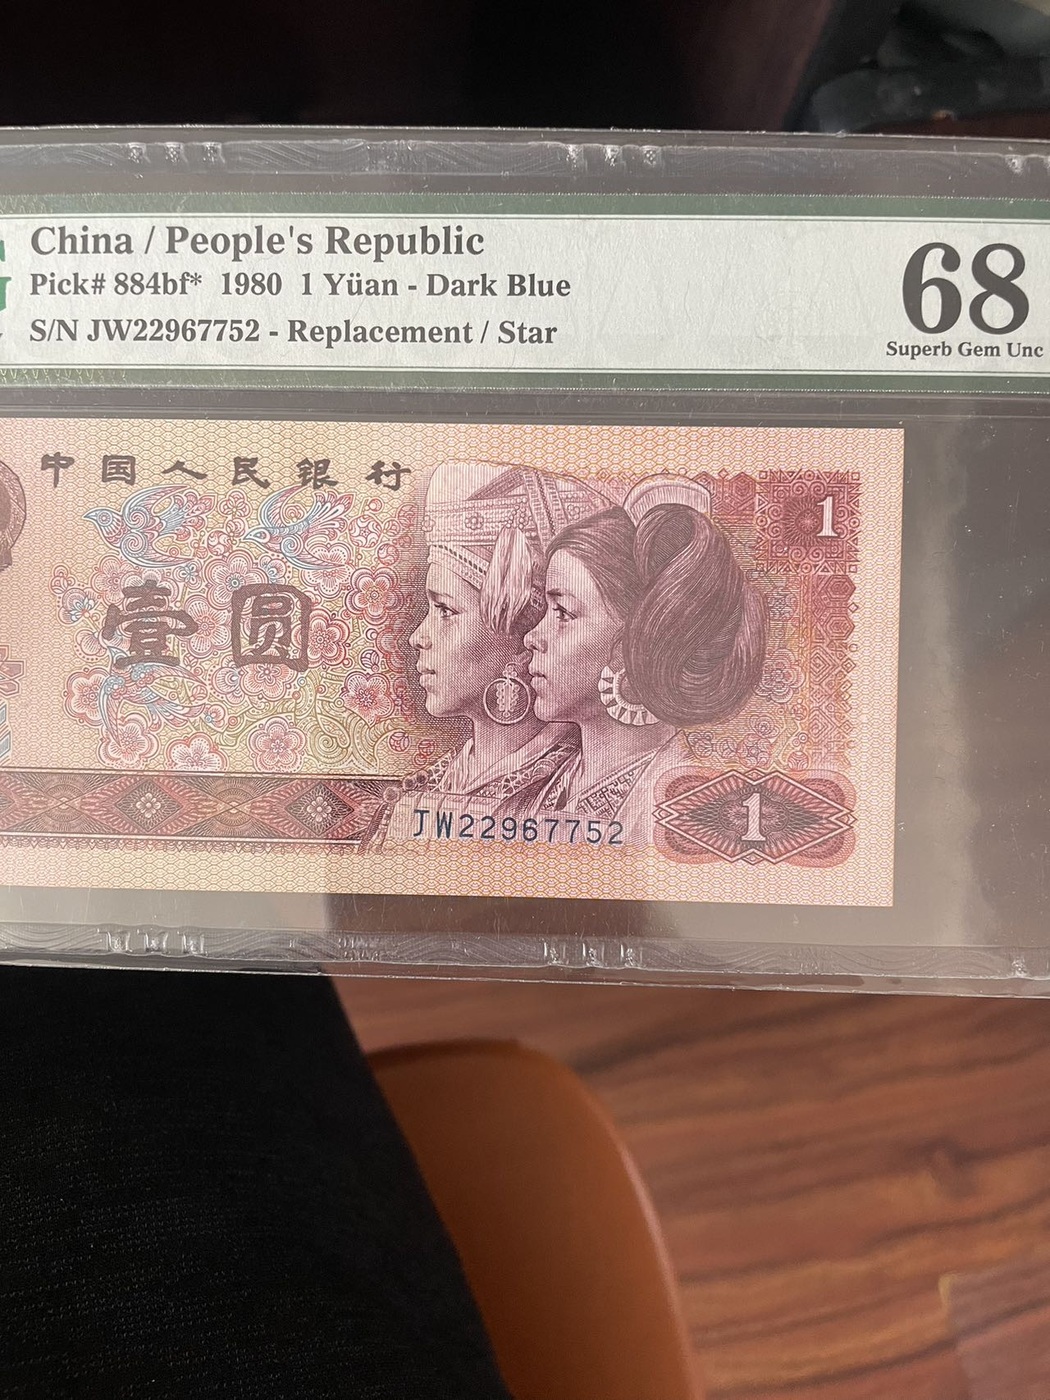 China / People's Republic
Pick# 884bf* 1980 1 Yüan - Dark Blue
S/N JW22967752 - Replacement / Star
68
Superb Gem Unc
中国人民银行
1
壹圆
JW22967752
1